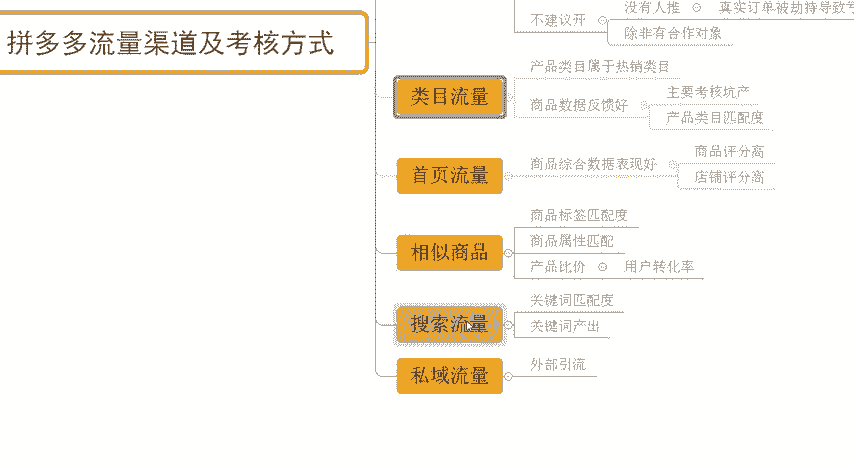 没有人推
真实订单被劫持导致
不建议开
除非有合作对象
拼多多流量渠道及考核方式
类目流量
产品类目属于热销类目
商品数据反馈好
主要考核坑产
产品类目匹配度
首页流量
商品综合数据表现好
商品评分高
店铺评分高
相似商品
商品标签匹配度
商品属性匹配
产品比价
用户转化率
搜索流量
关键词匹配度
关键词产出
私域流量
外部引流